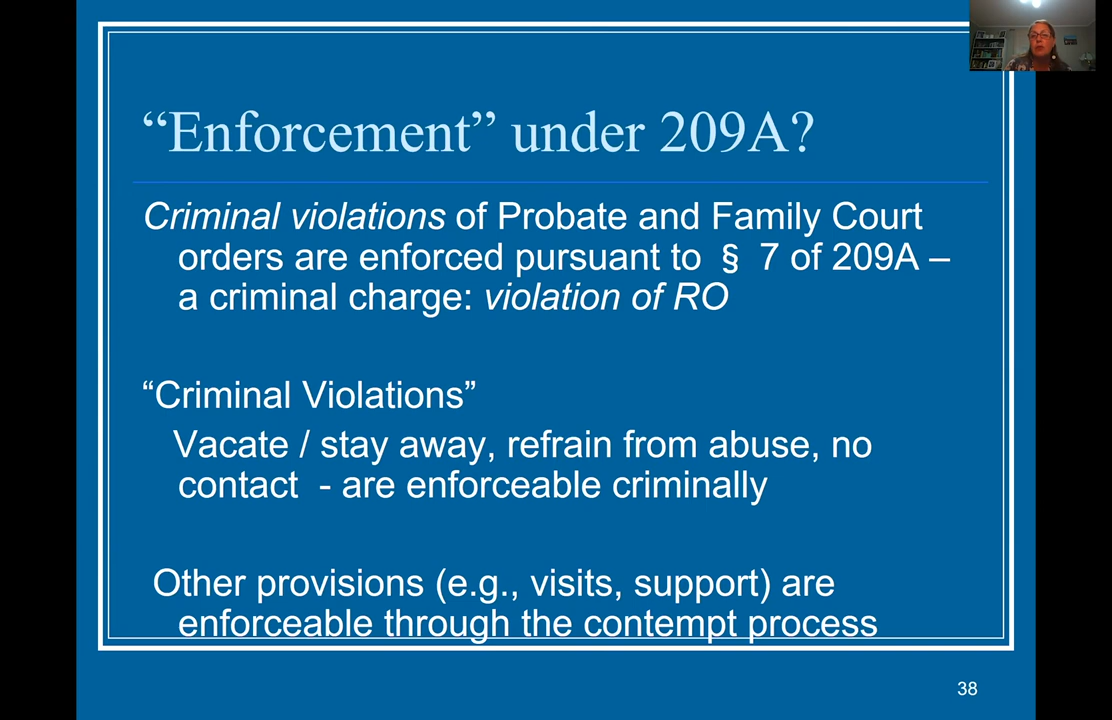 “Enforcement” under 209A?
Criminal violations of Probate and Family Court
orders are enforced pursuant to § 7 of 209A –
a criminal charge: violation of RO
“Criminal Violations”
Vacate / stay away, refrain from abuse, no
contact - are enforceable criminally
Other provisions (e.g., visits, support) are
enforceable through the contempt process
38